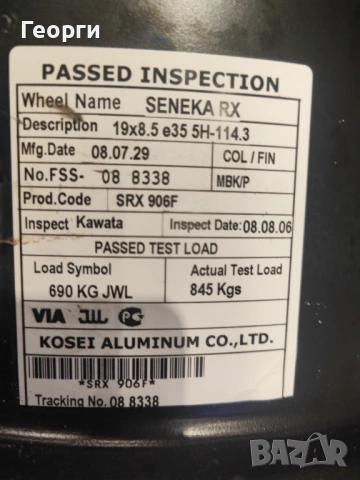 Георги
PASSED INSPECTION
Wheel Name SENEKA RX
Description 19x8.5 e35 5H-114.3
Mfg.Date 08.07.29 COL / FIN
No.FSS- 08 8338 MBK/P
Prod.Code SRX 906F
Inspect Kawata Inspect Date:08.08.06
PASSED TEST LOAD
Load Symbol Actual Test Load
690 KG JWL 845 Kgs
VIA JWL PG
KOSEI ALUMINUM CO.,LTD.
*SRX 906F*
Tracking No. 08 8338
BAZAR